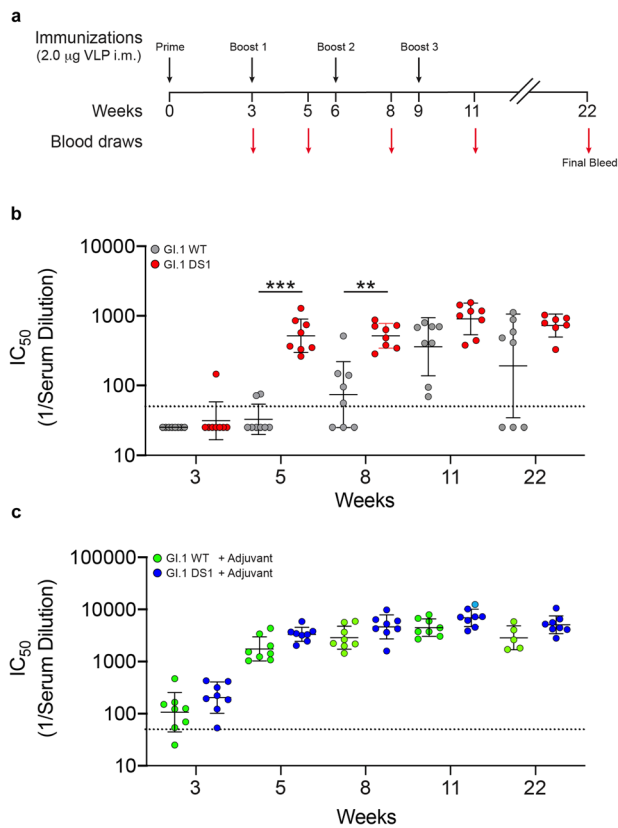 a
Immunizations
(2.0 µg VLP i.m.)
Prime
Boost 1
Boost 2
Boost 3
Weeks
0
3
5
6
8
9
11
22
Blood draws
Final Bleed
b
GI.1 WT
GI.1 DS1
IC50
(1/Serum Dilution)
10000
1000
100
10
***
**
3
5
8
11
22
Weeks
c
GI.1 WT + Adjuvant
GI.1 DS1 + Adjuvant
IC50
(1/Serum Dilution)
100000
10000
1000
100
10
3
5
8
11
22
Weeks